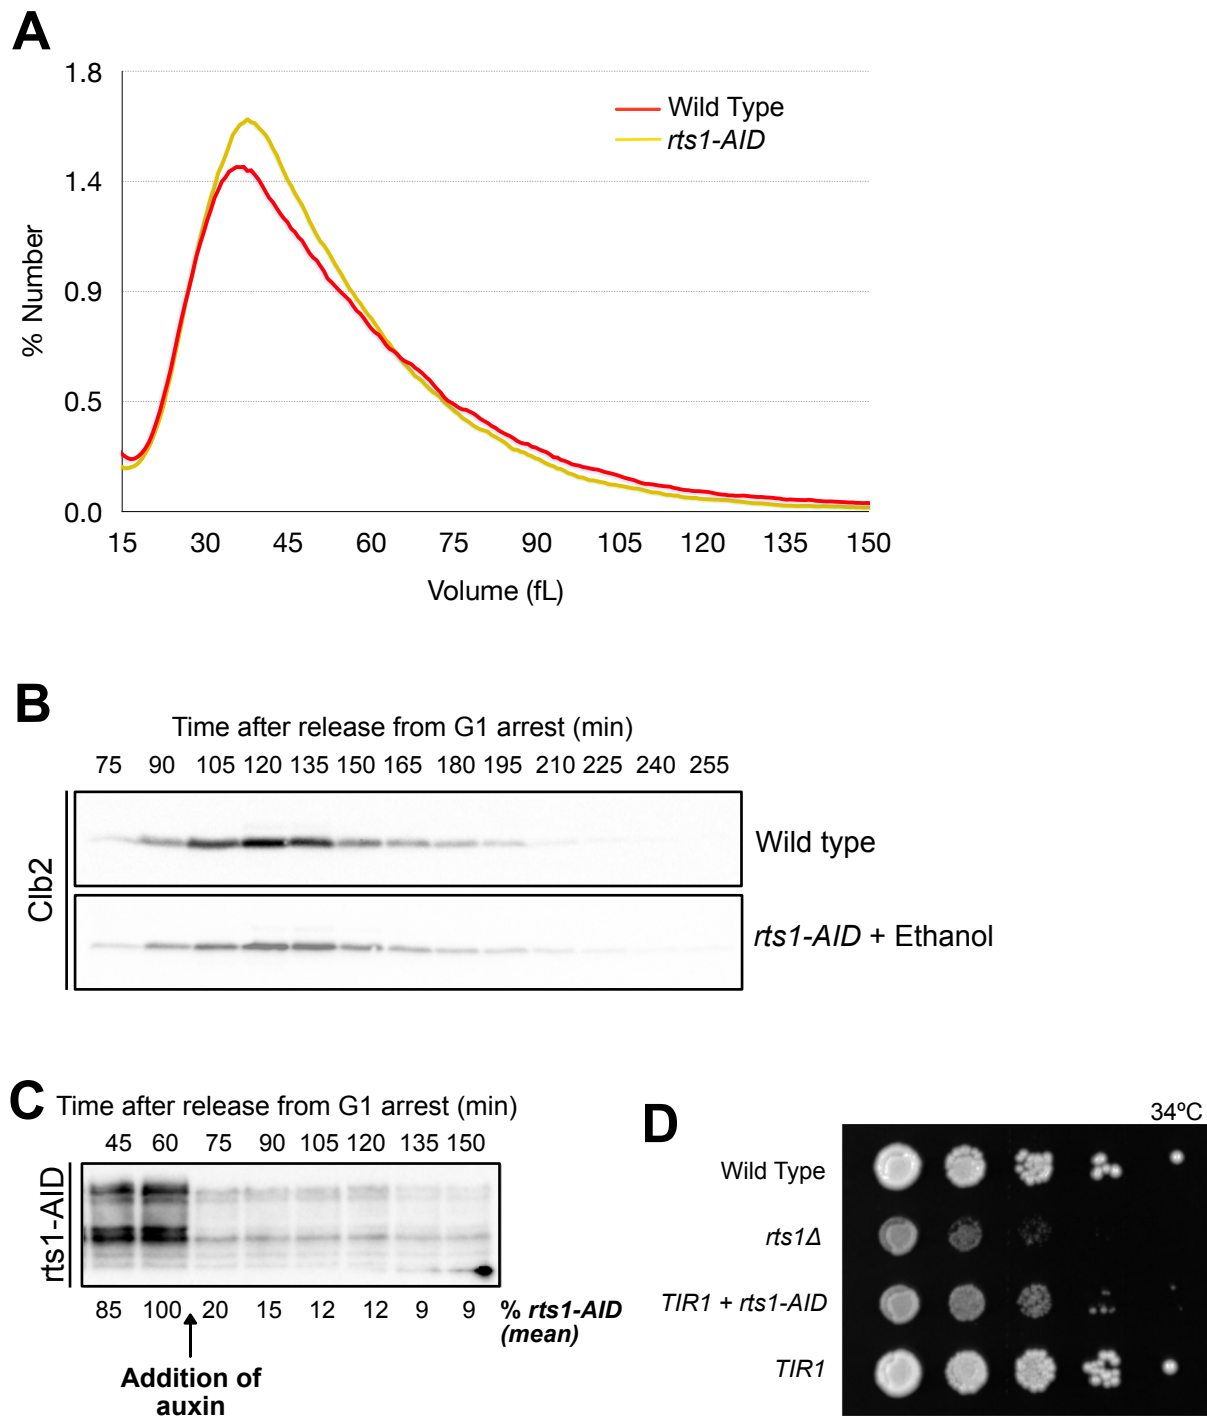 A
1.8
1.4
0.9
0.5
0.0
% Number
Wild Type
rts1-AID
15 30 45 60 75 90 105 120 135 150
Volume (fL)
B
Time after release from G1 arrest (min)
75 90 105 120 135 150 165 180 195 210 225 240 255
Clb2
Wild type
rts1-AID + Ethanol
C
Time after release from G1 arrest (min)
45 60 75 90 105 120 135 150
rts1-AID
85 100 20 15 12 12 9 9
% rts1-AID
(mean)
Addition of
auxin
D
34ºC
Wild Type
rts1Δ
TIR1 + rts1-AID
TIR1